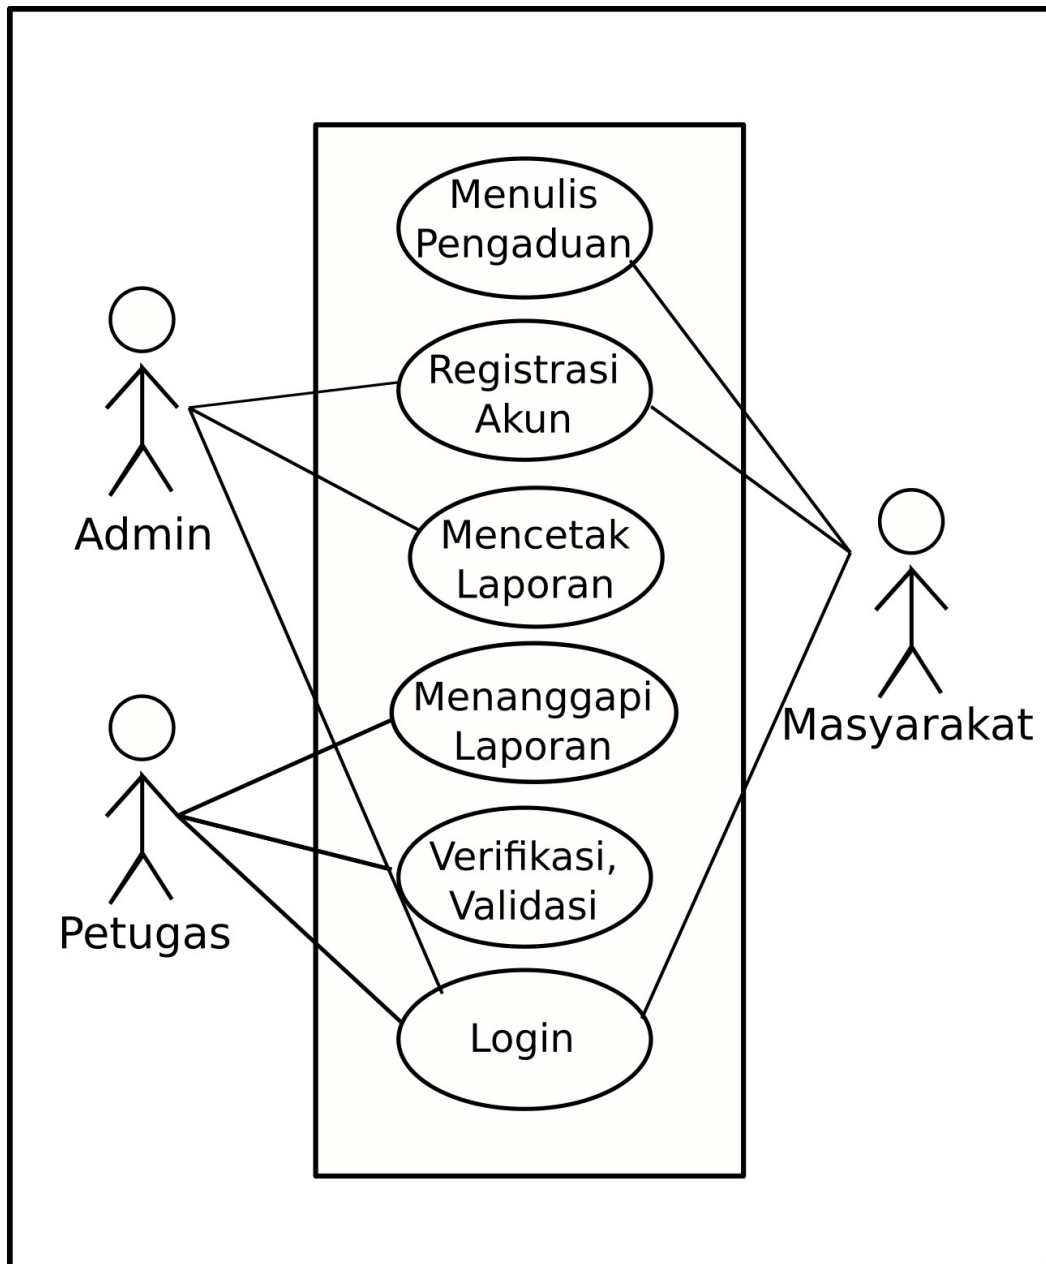 Menulis
Pengaduan
Registrasi
Akun
Mencetak
Laporan
Menanggapi
Laporan
Verifikasi,
Validasi
Login
Admin
Petugas
Masyarakat